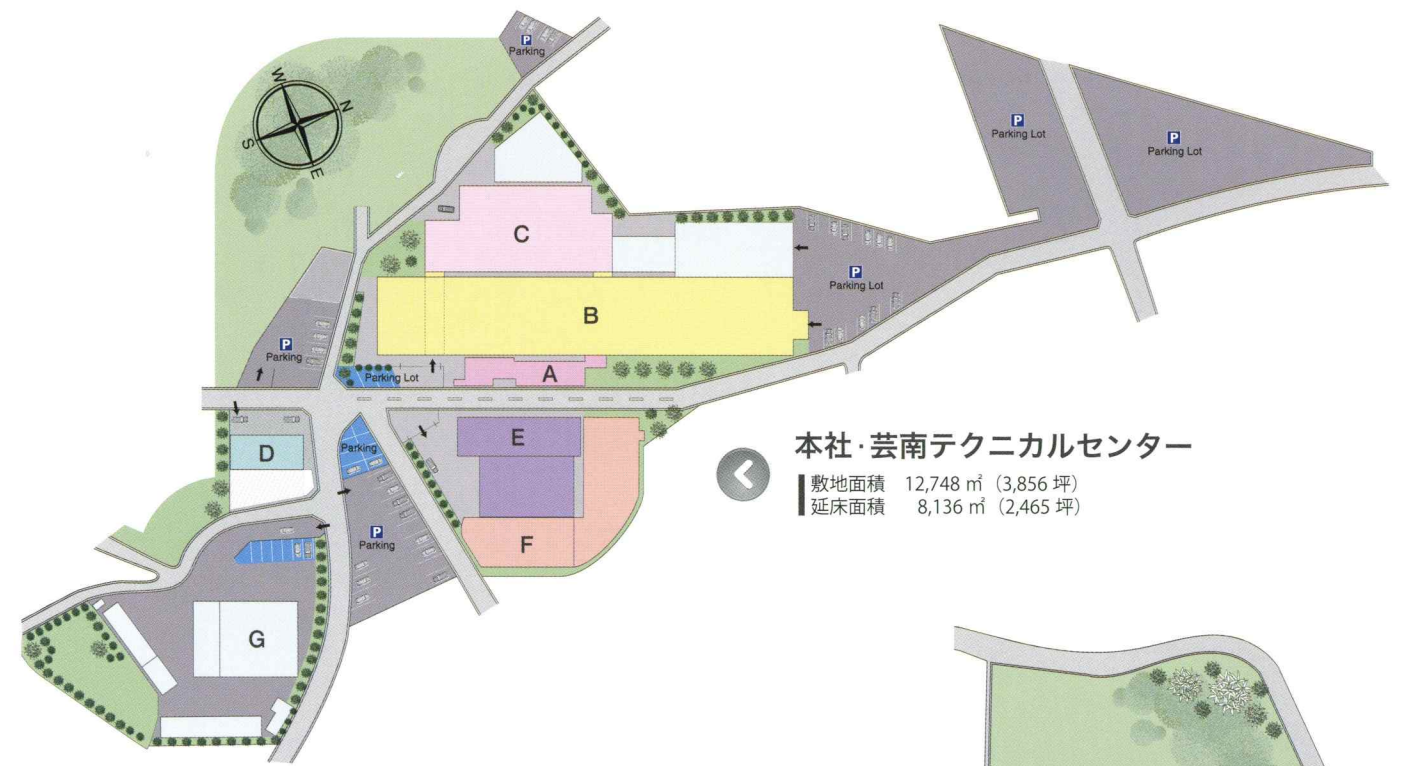 P
Parking
W
N
S
E
P
Parking Lot
P
Parking Lot
C
P
Parking Lot
B
P
Parking
A
Parking Lot
E
D
Parking
本社・芸南テクニカルセンター
敷地面積 12,748 ㎡（3,856 坪）
延床面積 8,136 ㎡（2,465 坪）
P
Parking
F
G